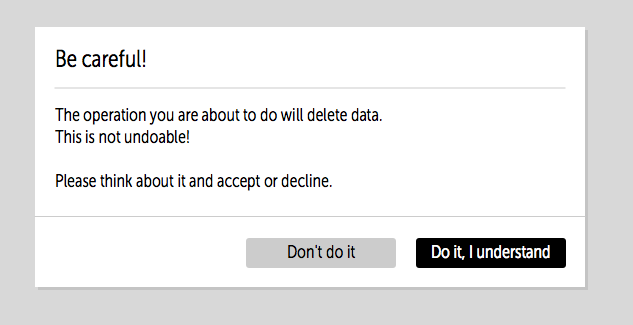 Be careful!
The operation you are about to do will delete data.
This is not undoable!
Please think about it and accept or decline.
Don't do it
Do it, I understand